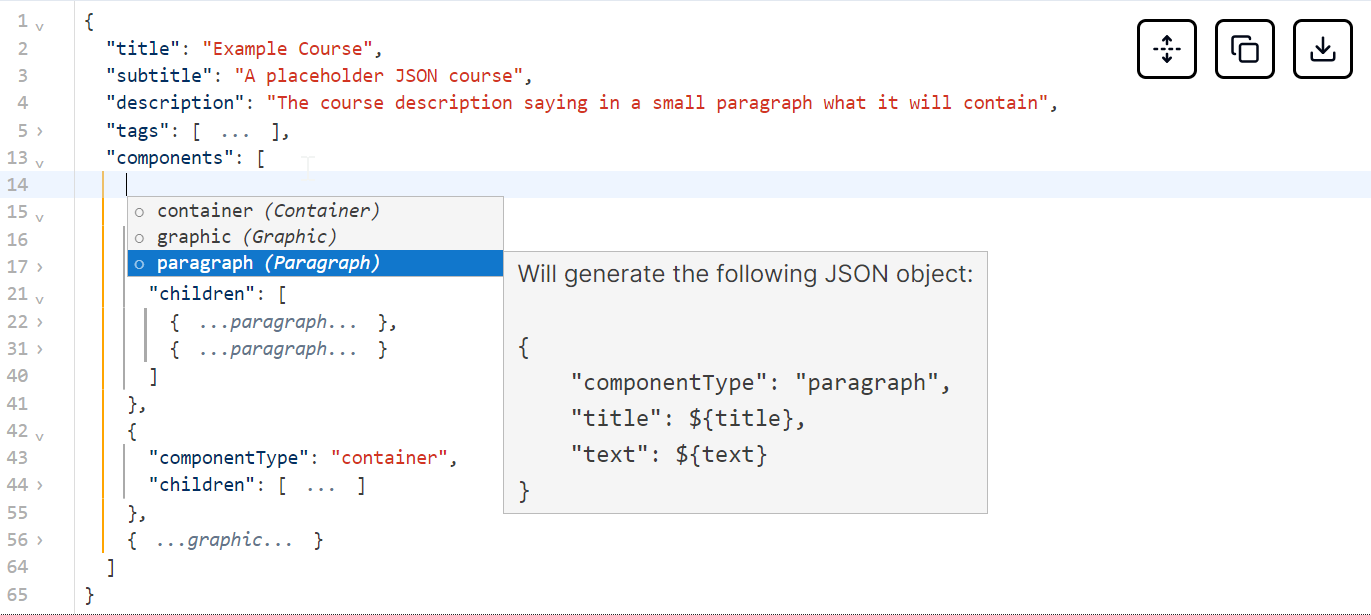 1 {
2 "title": "Example Course",
3 "subtitle": "A placeholder JSON course",
4 "description": "The course description saying in a small paragraph what it will contain",
5 "tags": [ ... ],
13 "components": [
14
15
container (Container)
16
graphic (Graphic)
17
paragraph (Paragraph)
21 "children": [
22 { ...paragraph... },
31 { ...paragraph... }
40 ]
41 },
42 {
43 "componentType": "container",
44 "children": [ ... ]
55 },
56 { ...graphic... }
64 ]
65 }
Will generate the following JSON object:
{
"componentType": "paragraph",
"title": ${title},
"text": ${text}
}